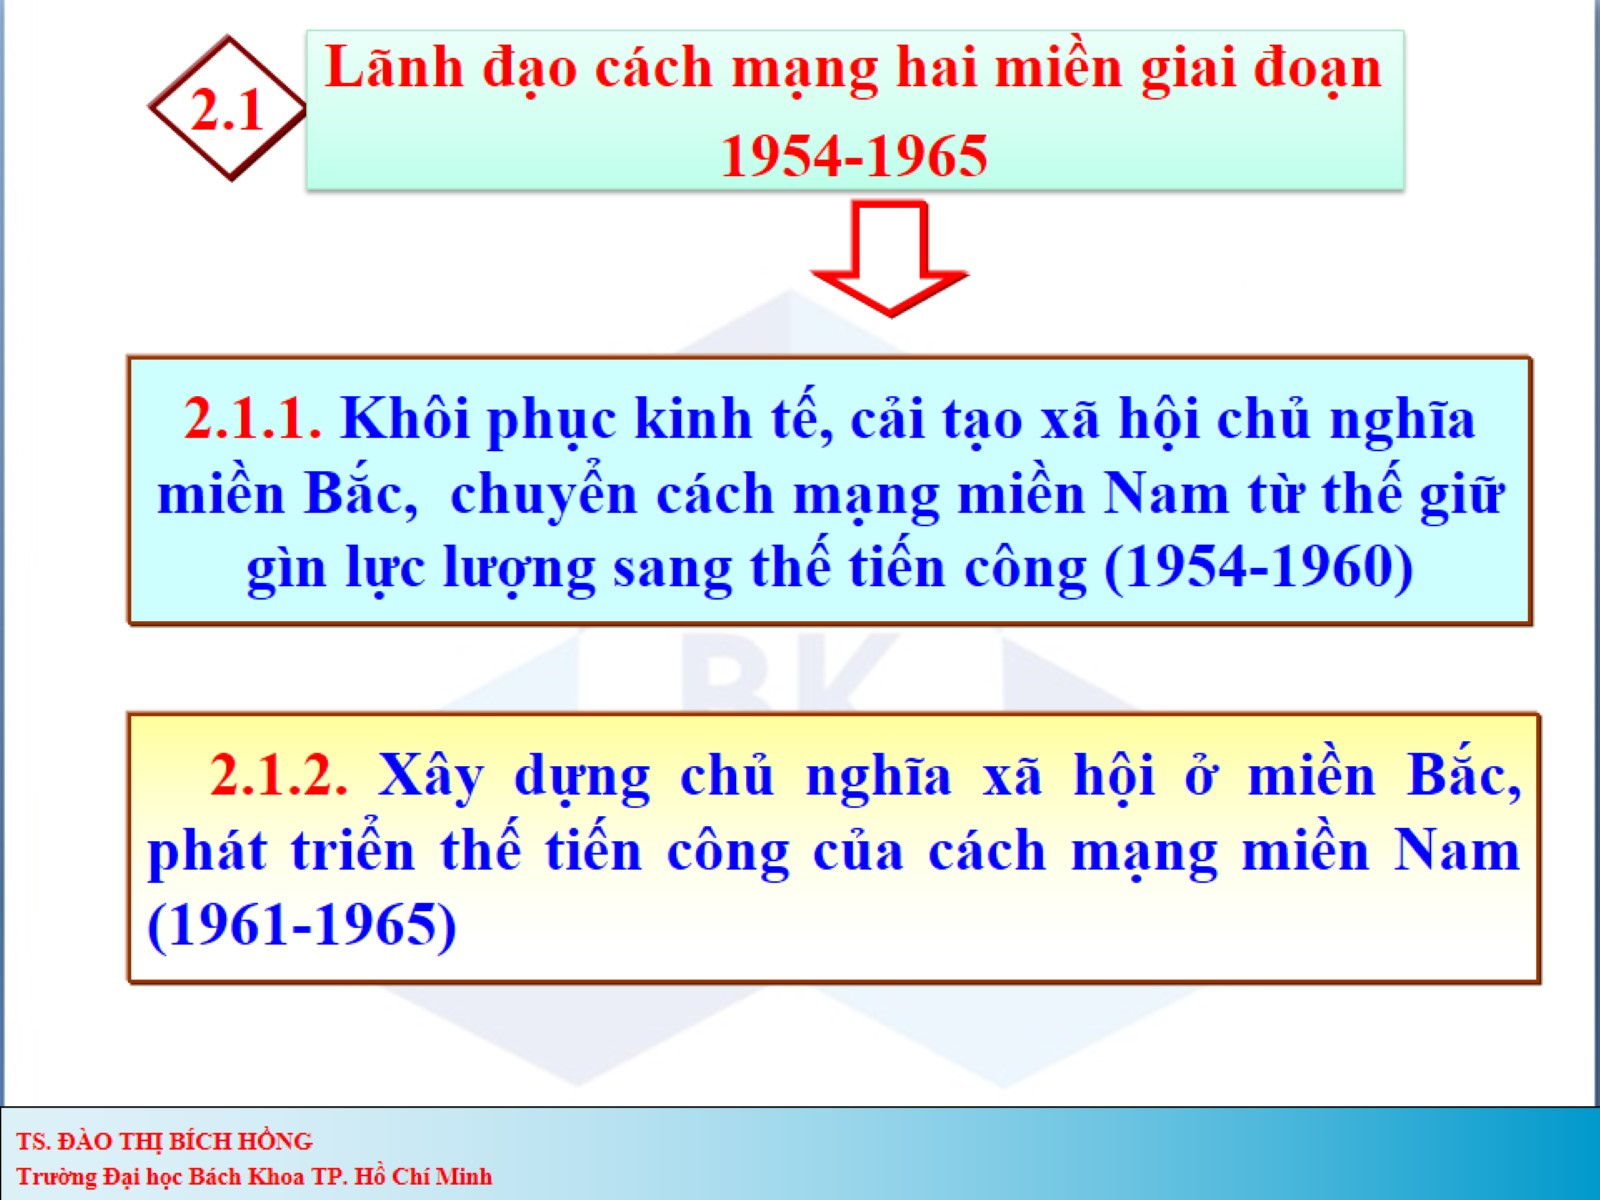 2.1
Lãnh đạo cách mạng hai miền giai đoạn
1954-1965
2.1.1. Khôi phục kinh tế, cải tạo xã hội chủ nghĩa
miền Bắc, chuyển cách mạng miền Nam từ thế giữ
gìn lực lượng sang thế tiến công (1954-1960)
BK
2.1.2. Xây dựng chủ nghĩa xã hội ở miền Bắc,
phát triển thế tiến công của cách mạng miền Nam
(1961-1965)
TS. ĐÀO THỊ BÍCH HỒNG
Trường Đại học Bách Khoa TP. Hồ Chí Minh